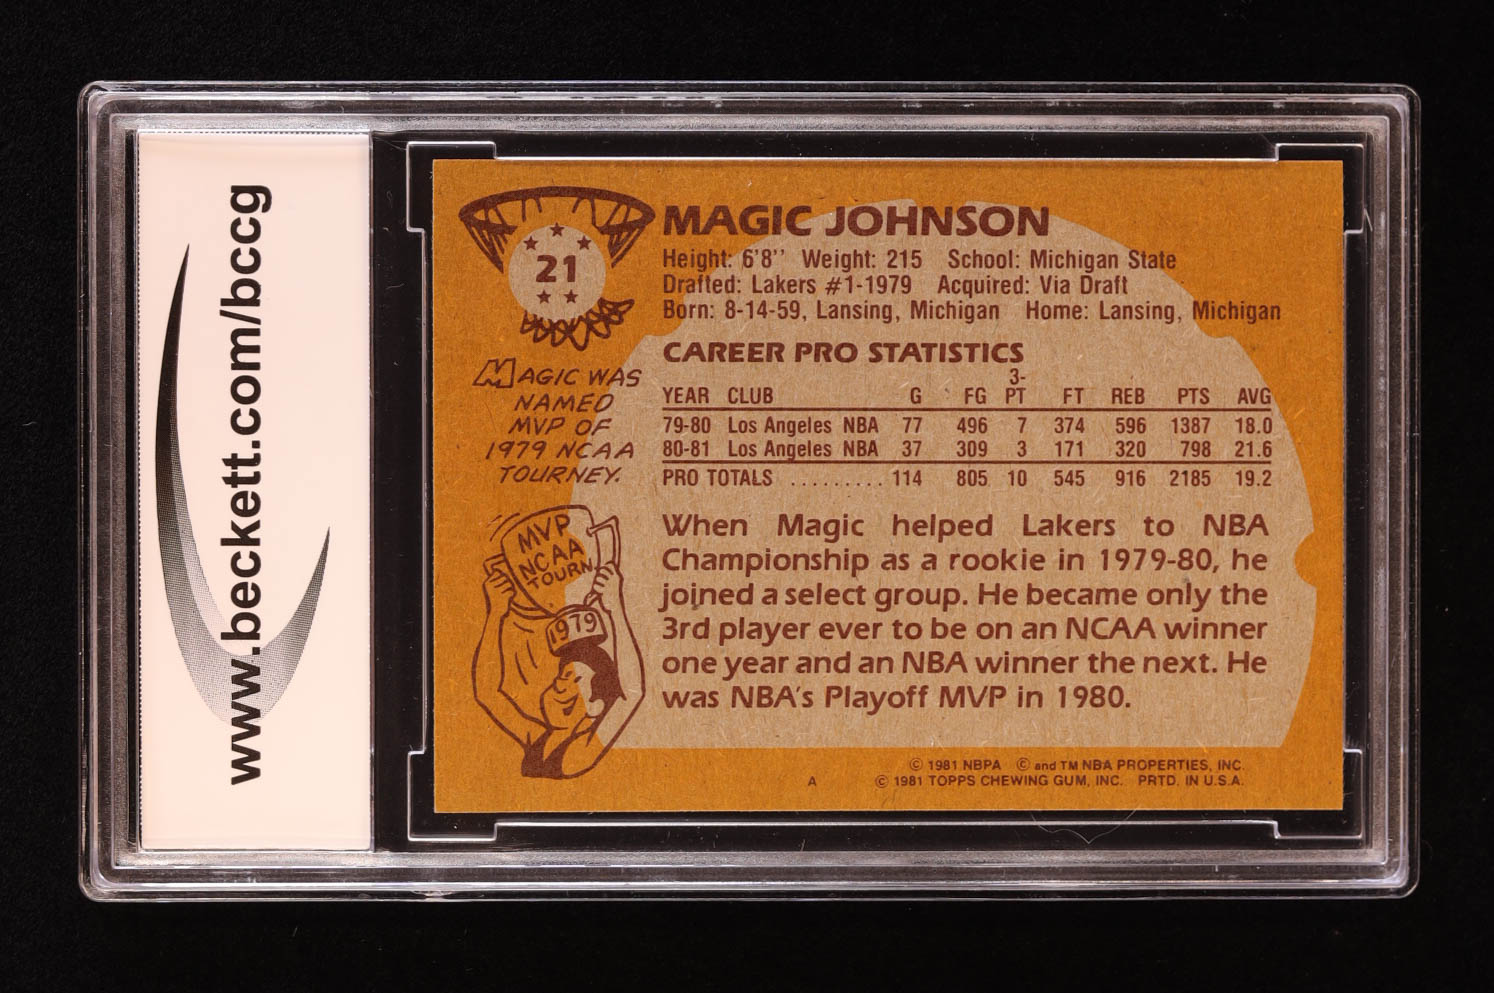 www.beckett.com/bccg
21
MAGIC JOHNSON
Height: 6'8'' Weight: 215 School: Michigan State
Drafted: Lakers #1-1979 Acquired: Via Draft
Born: 8-14-59, Lansing, Michigan Home: Lansing, Michigan
MAGIC WAS
NAMED
MVP OF
1979 NCAA
TOURNEY.
MVP
NCAA
TOURN.
1979
CAREER PRO STATISTICS
YEAR CLUB G FG 3-PT FT REB PTS AVG
79-80 Los Angeles NBA 77 496 7 374 596 1387 18.0
80-81 Los Angeles NBA 37 309 3 171 320 798 21.6
PRO TOTALS ......... 114 805 10 545 916 2185 19.2
When Magic helped Lakers to NBA
Championship as a rookie in 1979-80, he
joined a select group. He became only the
3rd player ever to be on an NCAA winner
one year and an NBA winner the next. He
was NBA's Playoff MVP in 1980.
© 1981 NBPA © and TM NBA PROPERTIES, INC.
A © 1981 TOPPS CHEWING GUM, INC. PRTD. IN U.S.A.